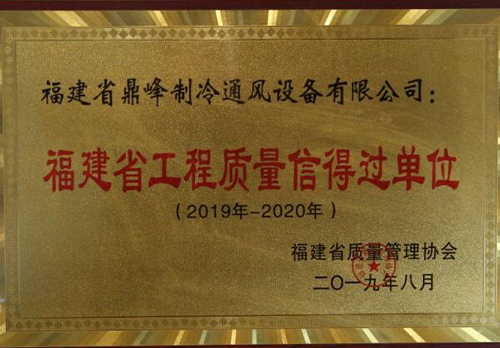 福建省鼎峰制冷通风设备有限公司：
福建省工程质量信得过单位
（2019年-2020年）
福建省质量管理协会
二〇一九年八月